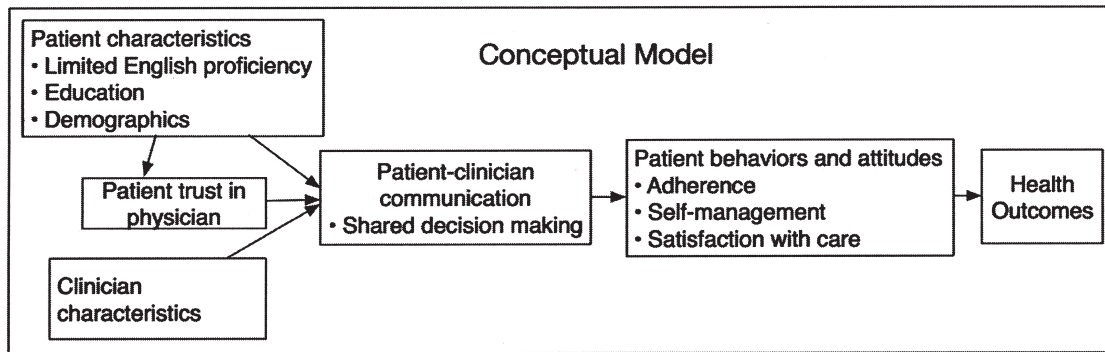 Patient characteristics
• Limited English proficiency
• Education
• Demographics
Conceptual Model
Patient trust in
physician
Clinician
characteristics
Patient-clinician
communication
• Shared decision making
Patient behaviors and attitudes
• Adherence
• Self-management
• Satisfaction with care
Health
Outcomes